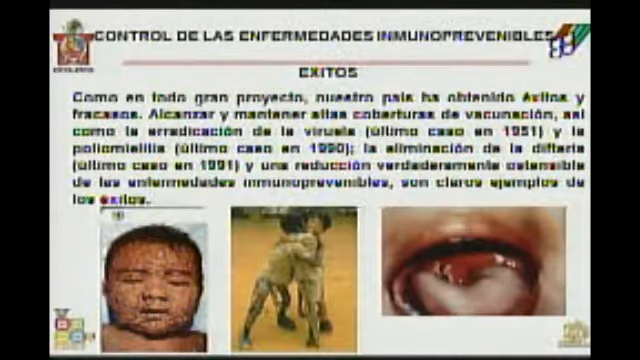 CONTROL DE LAS ENFERMEDADES INMUNOPREVENIBLES
EXITOS
Como en todo gran proyecto, nuestro país ha obtenido éxitos y
fracasos. Alcanzar y mantener altas coberturas de vacunación, así
como la erradicación de la viruela (último caso en 1951) y la
poliomielitis (último caso en 1990); la eliminación de la difteria
(último caso en 1991) y una reducción verdaderamente ostensible
de las enfermedades inmunoprevenibles, son claros ejemplos de
los éxitos.